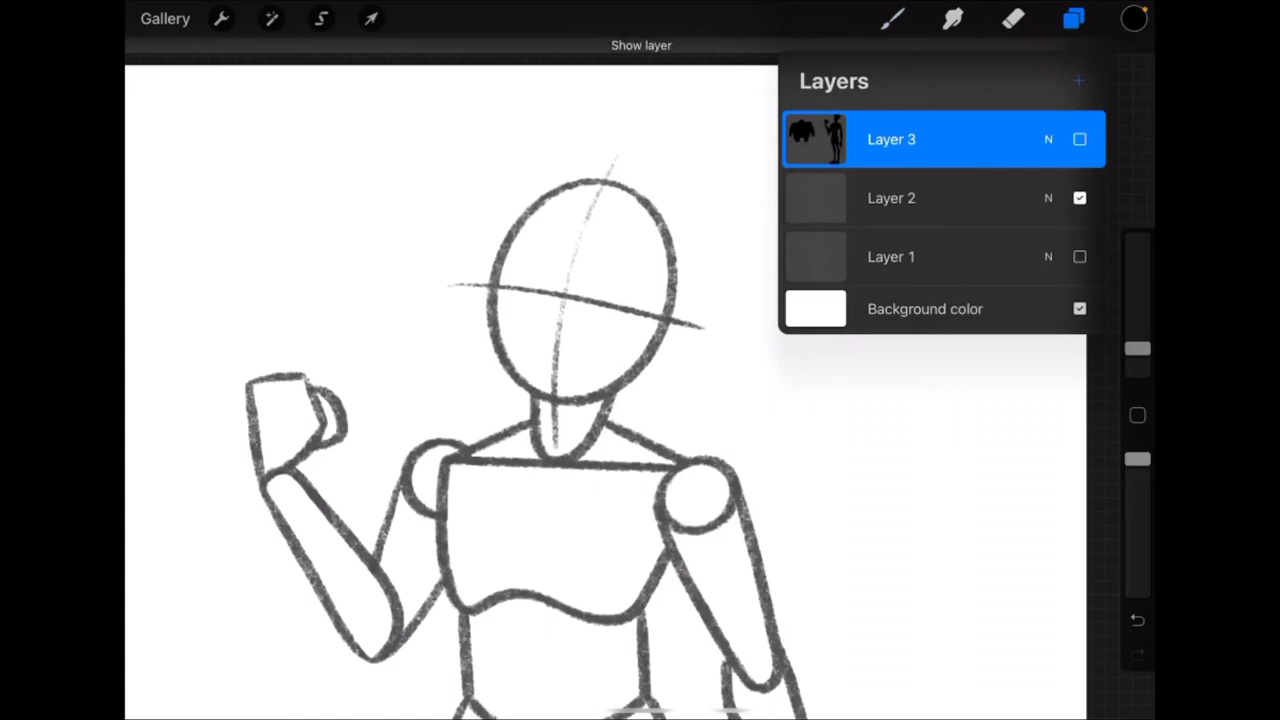 Gallery
Show layer
Layers
Layer 3 N
Layer 2 N
Layer 1 N
Background color